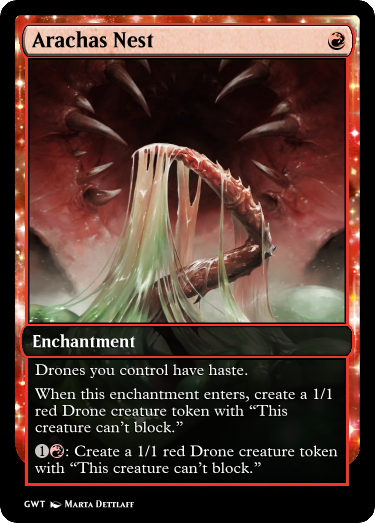 Arachas Nest
Enchantment
Drones you control have haste.
When this enchantment enters, create a 1/1
red Drone creature token with “This
creature can't block.”
1: Create a 1/1 red Drone creature token
with “This creature can't block.”
GWT Marta Dettlaff